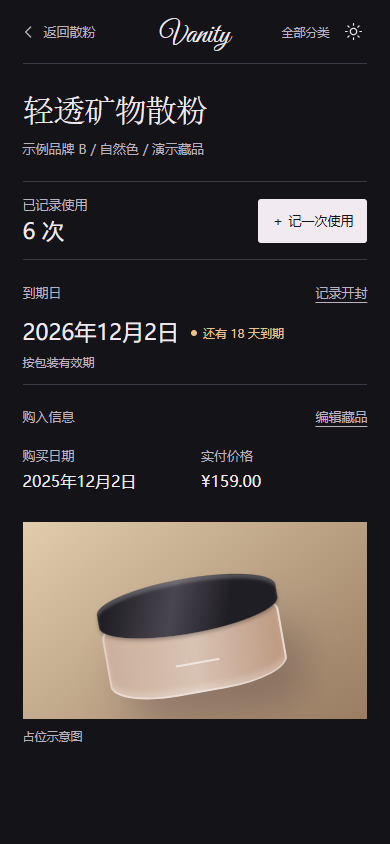 返回散粉
Vanity
全部分类
轻透矿物散粉
示例品牌 B / 自然色 / 演示藏品
已记录使用
6 次
+ 记一次使用
到期日
记录开封
2026年12月2日
还有 18 天到期
按包装有效期
购入信息
编辑藏品
购买日期
实付价格
2025年12月2日
¥159.00
占位示意图